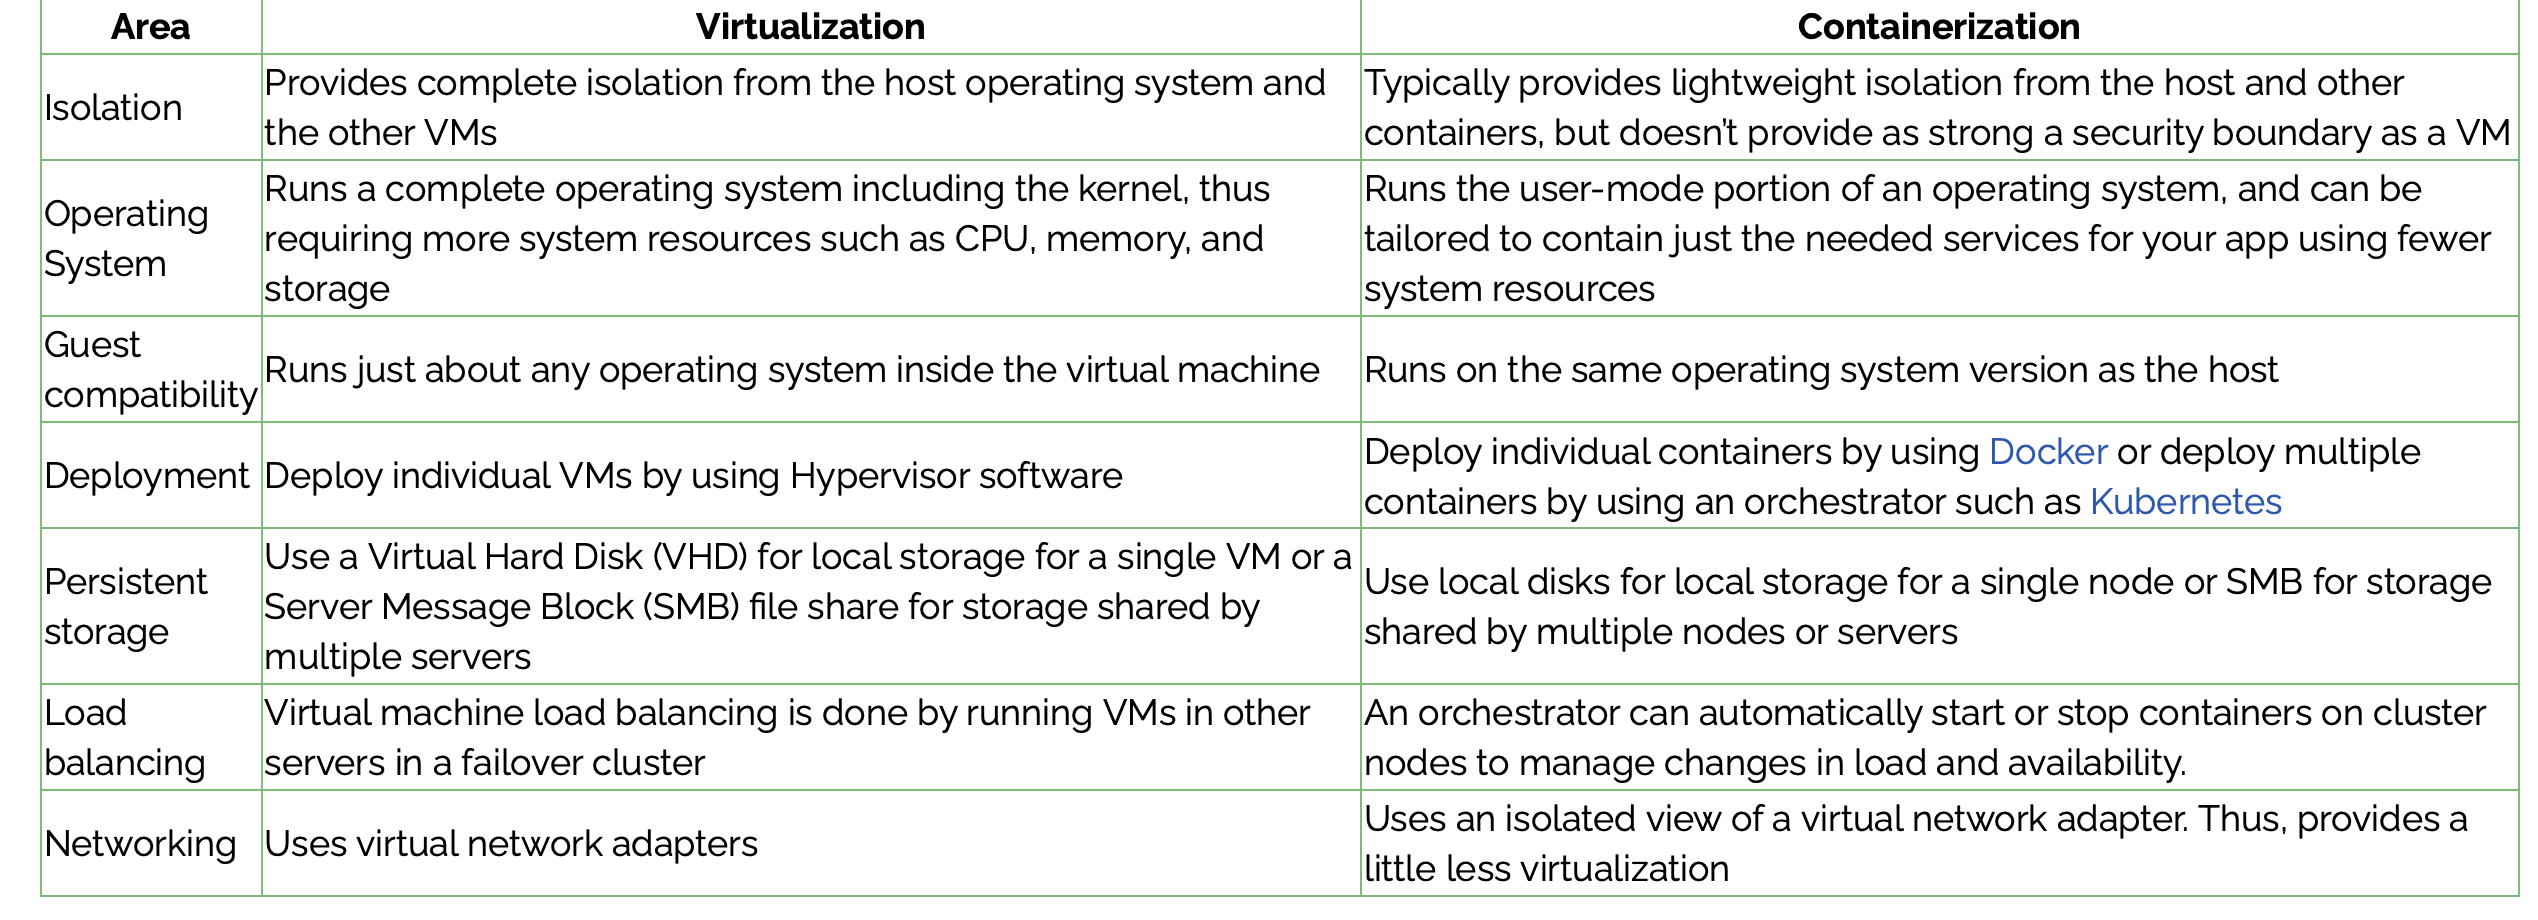 Area Virtualization Containerization
Isolation
Provides complete isolation from the host operating system and
the other VMs
Typically provides lightweight isolation from the host and other
containers, but doesn't provide as strong a security boundary as a VM
Operating
System
Runs a complete operating system including the kernel, thus
requiring more system resources such as CPU, memory, and
storage
Runs the user-mode portion of an operating system, and can be
tailored to contain just the needed services for your app using fewer
system resources
Guest
compatibility
Runs just about any operating system inside the virtual machine
Runs on the same operating system version as the host
Deployment
Deploy individual VMs by using Hypervisor software
Deploy individual containers by using Docker or deploy multiple
containers by using an orchestrator such as Kubernetes
Persistent
storage
Use a Virtual Hard Disk (VHD) for local storage for a single VM or a
Server Message Block (SMB) file share for storage shared by
multiple servers
Use local disks for local storage for a single node or SMB for storage
shared by multiple nodes or servers
Load
balancing
Virtual machine load balancing is done by running VMs in other
servers in a failover cluster
An orchestrator can automatically start or stop containers on cluster
nodes to manage changes in load and availability.
Networking
Uses virtual network adapters
Uses an isolated view of a virtual network adapter. Thus, provides a
little less virtualization